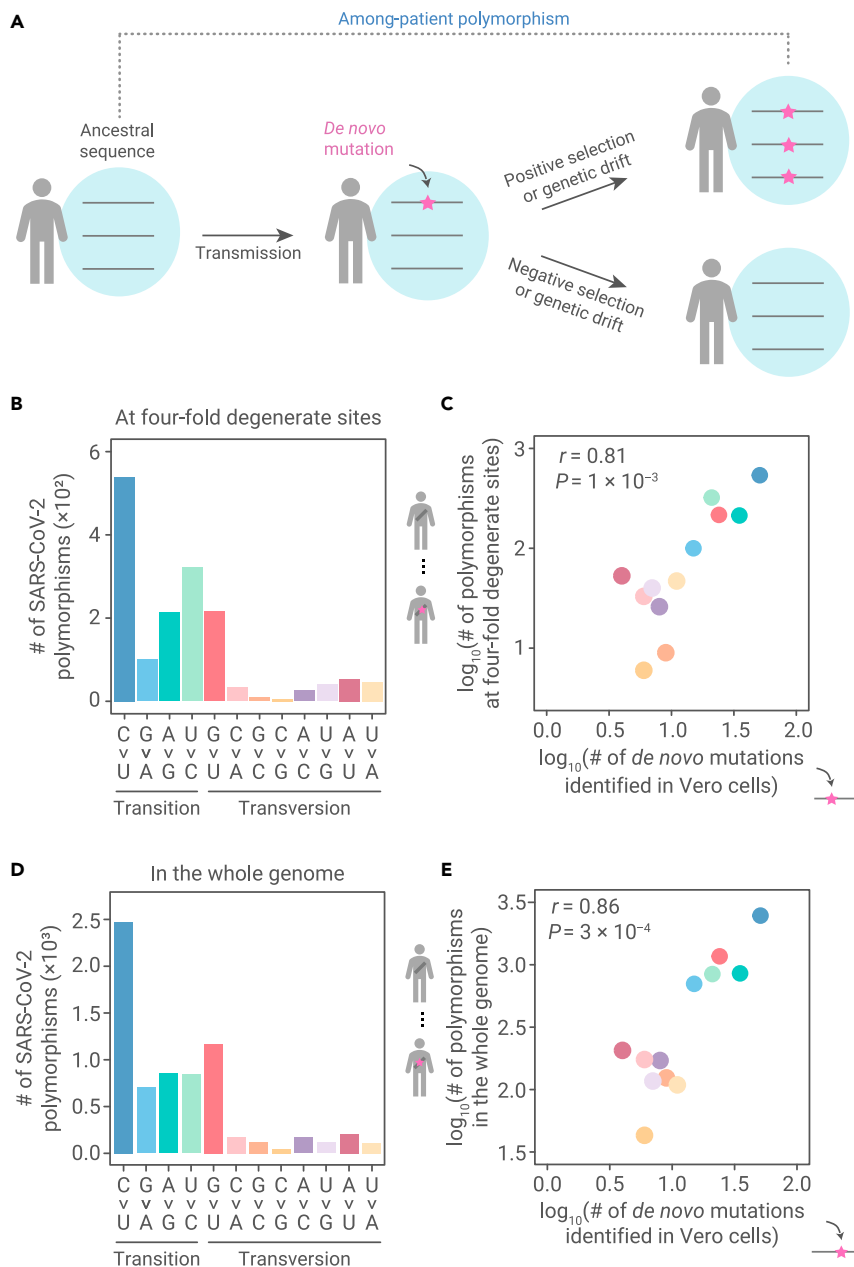 A
Among-patient polymorphism
Ancestral
sequence
De novo
mutation
Transmission
Positive selection
or genetic drift
Negative selection
or genetic drift
B
At four-fold degenerate sites
# of SARS-CoV-2
polymorphisms (×10²)
6
4
2
0
C G A U G C G C A U A U
> > > > > > > > > > > >
U A G C U A C G C G U A
Transition
Transversion
C
r = 0.81
P = 1 × 10⁻³
log₁₀(# of polymorphisms
at four-fold degenerate sites)
3
2
1
0.0 0.5 1.0 1.5 2.0
log₁₀(# of de novo mutations
identified in Vero cells)
D
In the whole genome
# of SARS-CoV-2
polymorphisms (×10³)
2.5
2.0
1.5
1.0
0.5
0.0
C G A U G C G C A U A U
> > > > > > > > > > > >
U A G C U A C G C G U A
Transition
Transversion
E
r = 0.86
P = 3 × 10⁻⁴
log₁₀(# of polymorphisms
in the whole genome)
3.5
3.0
2.5
2.0
1.5
0.0 0.5 1.0 1.5 2.0
log₁₀(# of de novo mutations
identified in Vero cells)